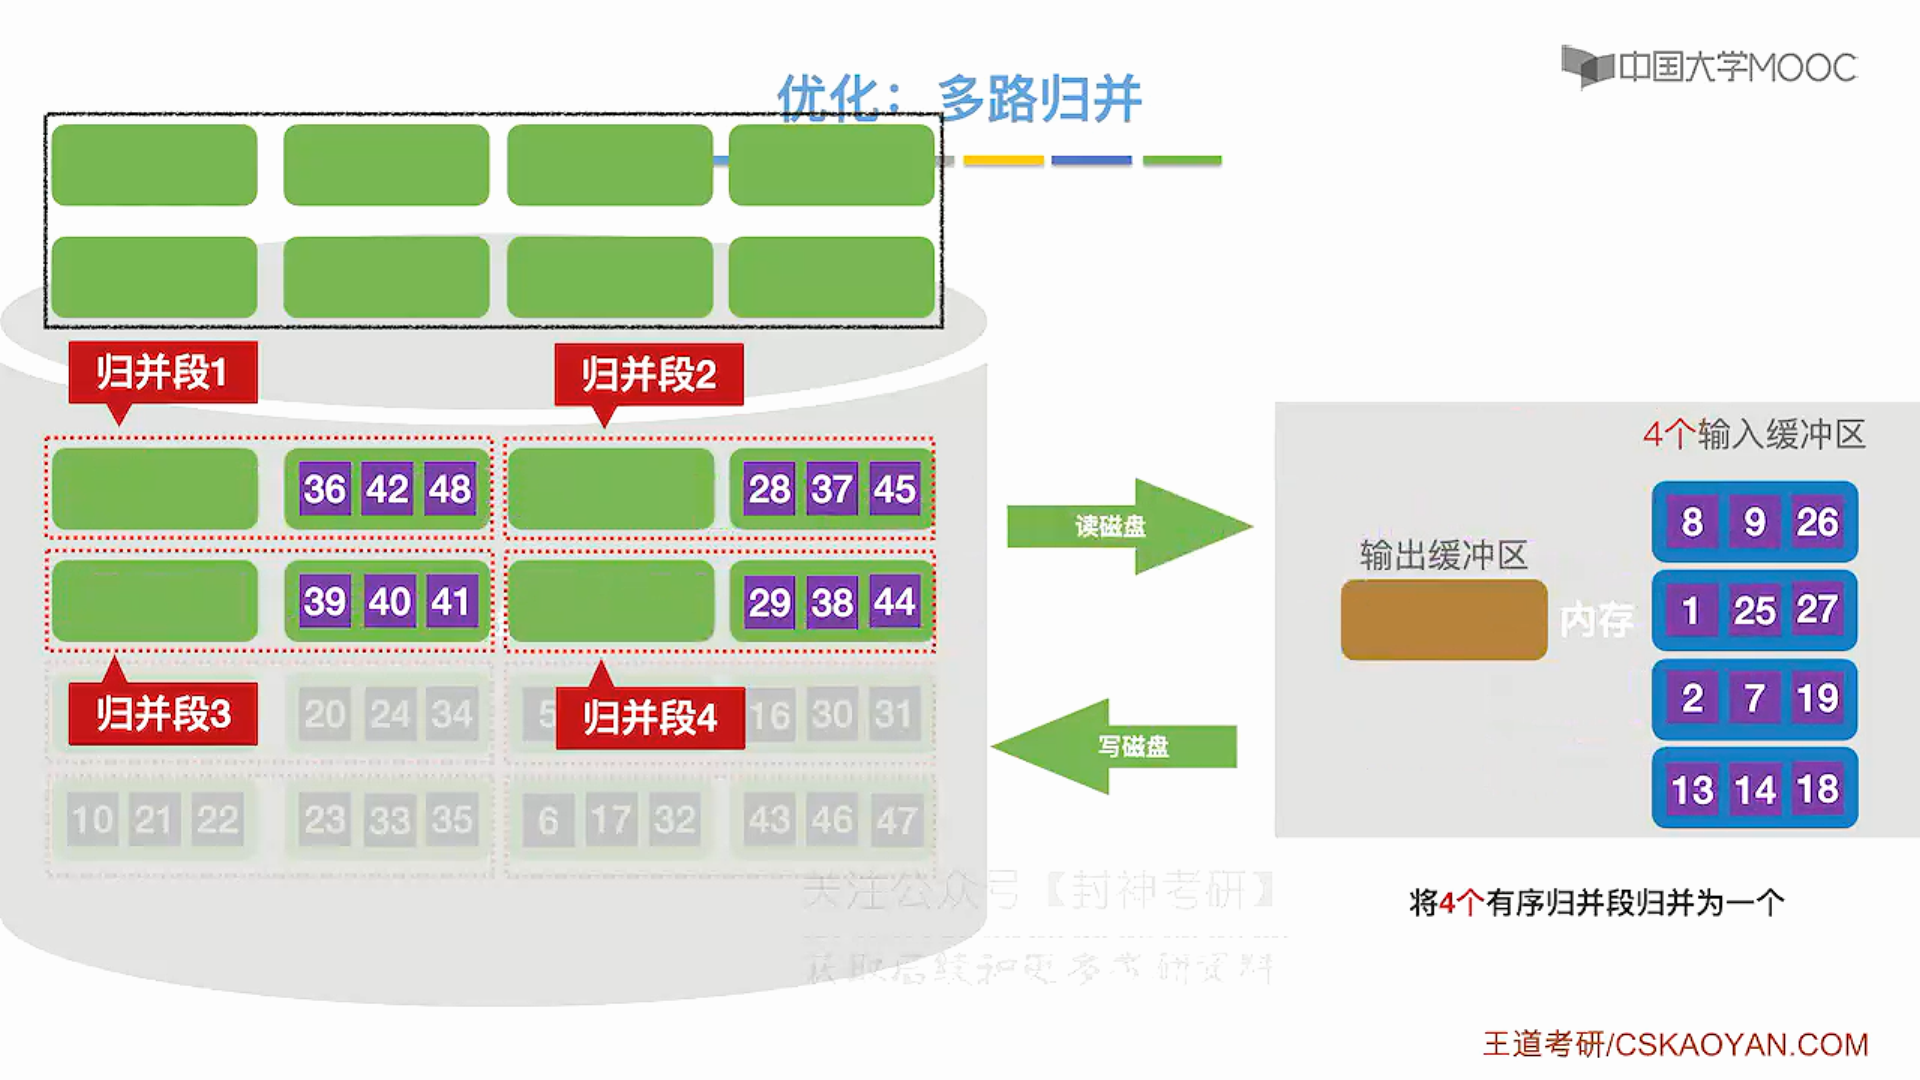 中国大学MOOC
优化：多路归并
归并段1
归并段2
36 42 48
28 37 45
39 40 41
29 38 44
归并段3
20 24 34
5
归并段4
16 30 31
10 21 22
23 33 35
6 17 32
43 46 47
读磁盘
写磁盘
4个输入缓冲区
输出缓冲区
内存
8 9 26
1 25 27
2 7 19
13 14 18
将4个有序归并段归并为一个
关注公众号【封神考研】
获取后续和更多考研资料
王道考研/CSKAOYAN.COM